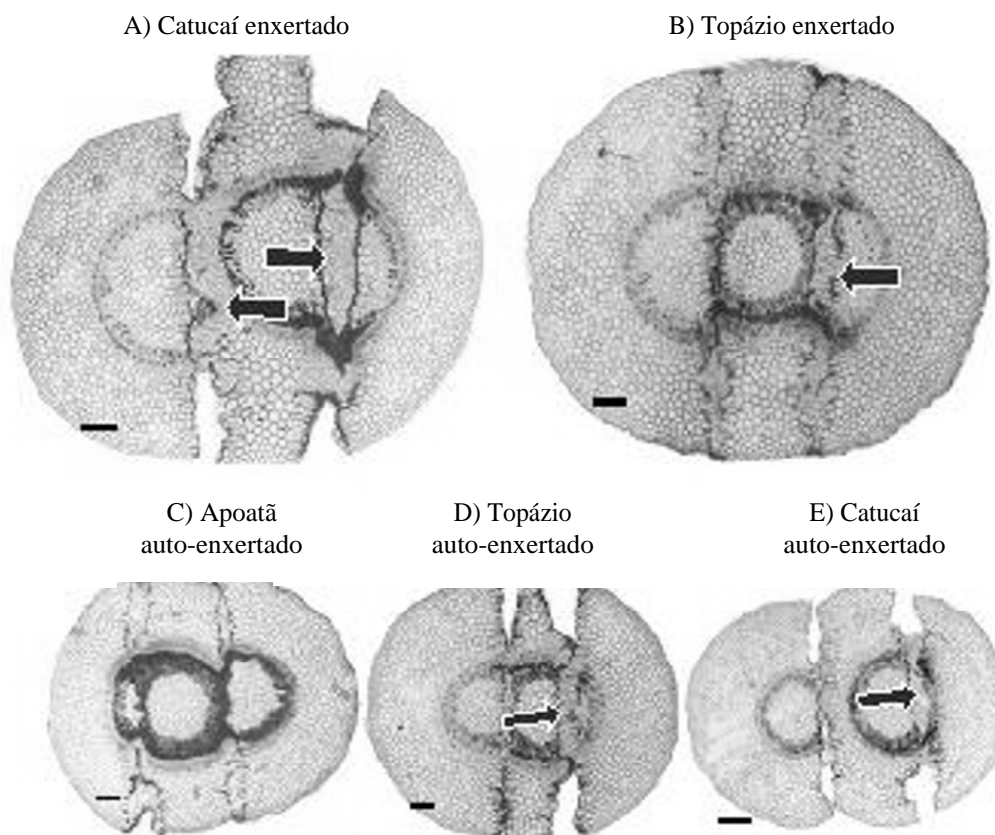 A) Catucaí enxertado
B) Topázio enxertado
C) Apoatã
auto-enxertado
D) Topázio
auto-enxertado
E) Catucaí
auto-enxertado